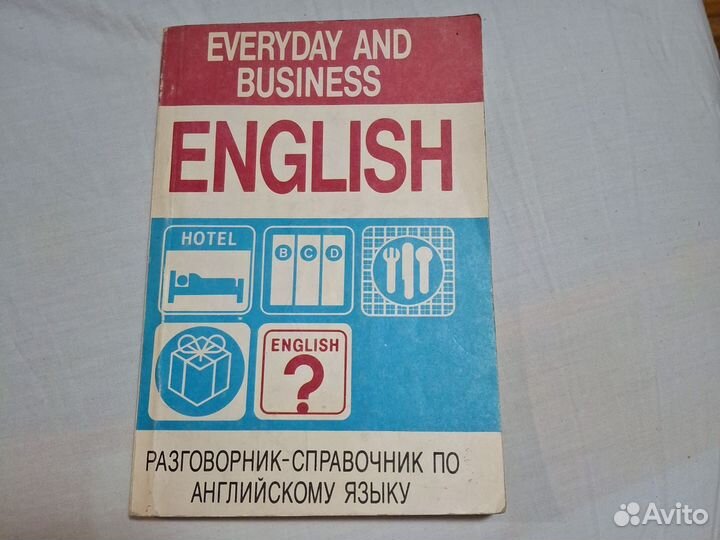 EVERYDAY AND
BUSINESS
ENGLISH
HOTEL
B C D
ENGLISH
?
РАЗГОВОРНИК-СПРАВОЧНИК ПО
АНГЛИЙСКОМУ ЯЗЫКУ
Avito